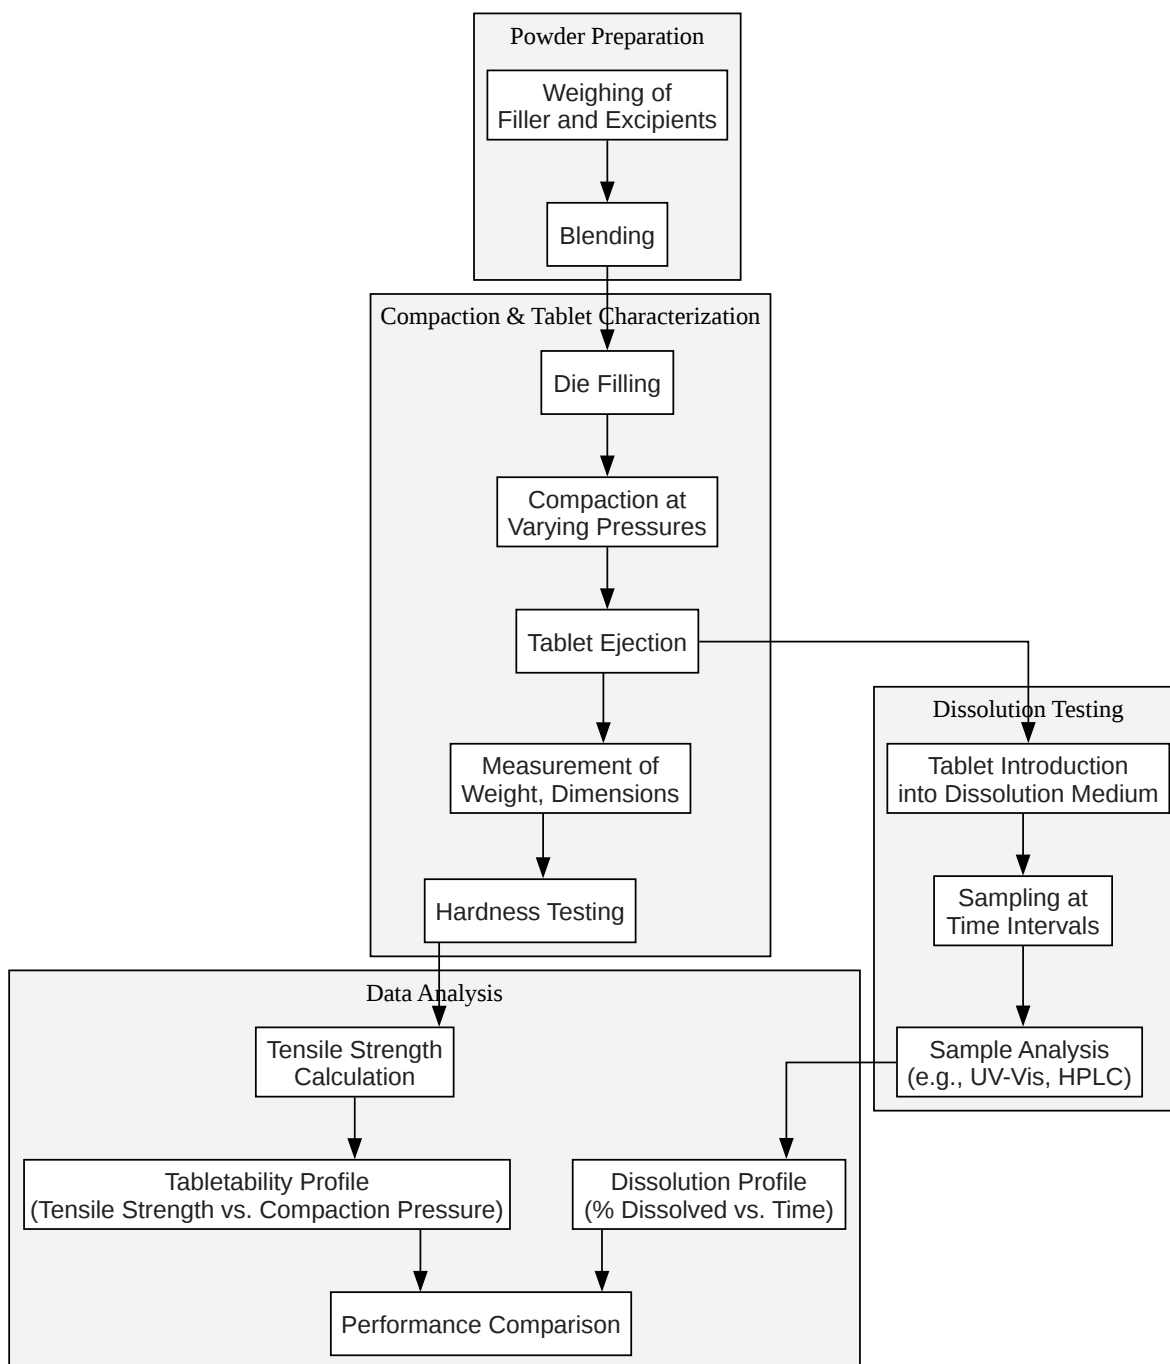 Powder Preparation
Weighing of
Filler and Excipients
Blending
Compaction & Tablet Characterization
Die Filling
Compaction at
Varying Pressures
Tablet Ejection
Measurement of
Weight, Dimensions
Hardness Testing
Dissolution Testing
Tablet Introduction
into Dissolution Medium
Sampling at
Time Intervals
Sample Analysis
(e.g., UV-Vis, HPLC)
Data Analysis
Tensile Strength
Calculation
Tabletability Profile
(Tensile Strength vs. Compaction Pressure)
Dissolution Profile
(% Dissolved vs. Time)
Performance Comparison